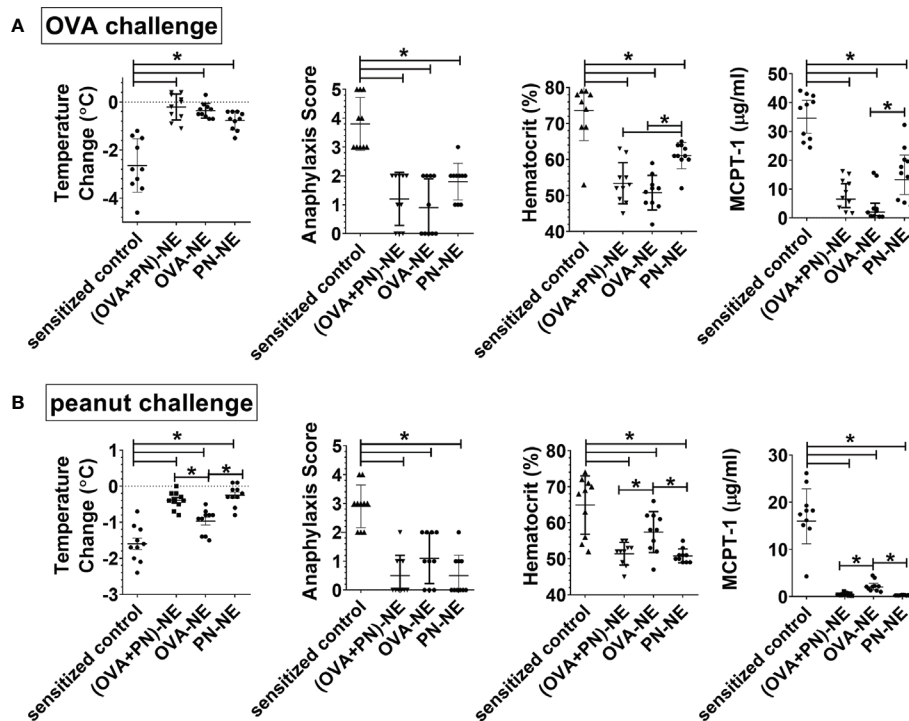 A OVA challenge
Temperature
Change (°C)
0
-2
-4
sensitized control
(OVA+PN)-NE
OVA-NE
PN-NE
*
Anaphylaxis Score
5
4
3
2
1
0
sensitized control
(OVA+PN)-NE
OVA-NE
PN-NE
*
Hematocrit (%)
80
70
60
50
40
sensitized control
(OVA+PN)-NE
OVA-NE
PN-NE
*
*
MCPT-1 (µg/ml)
50
40
30
20
10
0
sensitized control
(OVA+PN)-NE
OVA-NE
PN-NE
*
*
B peanut challenge
Temperature
Change (°C)
1
0
-1
-2
-3
sensitized control
(OVA+PN)-NE
OVA-NE
PN-NE
*
*
*
Anaphylaxis Score
5
4
3
2
1
0
sensitized control
(OVA+PN)-NE
OVA-NE
PN-NE
*
Hematocrit (%)
80
70
60
50
40
sensitized control
(OVA+PN)-NE
OVA-NE
PN-NE
*
*
*
MCPT-1 (µg/ml)
30
20
10
0
sensitized control
(OVA+PN)-NE
OVA-NE
PN-NE
*
*
*